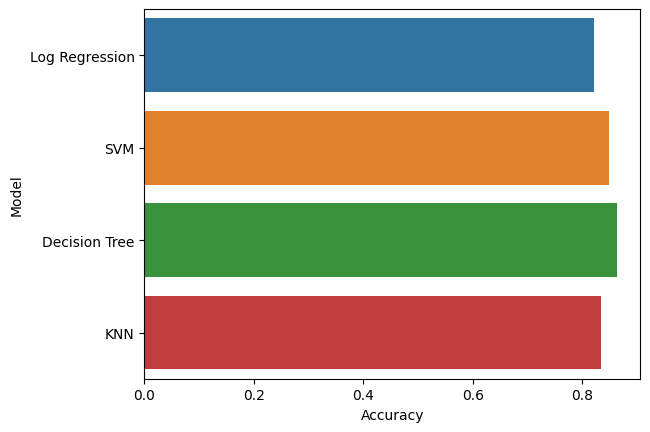 Log Regression
SVM
Decision Tree
KNN
Model
0.0 0.2 0.4 0.6 0.8
Accuracy